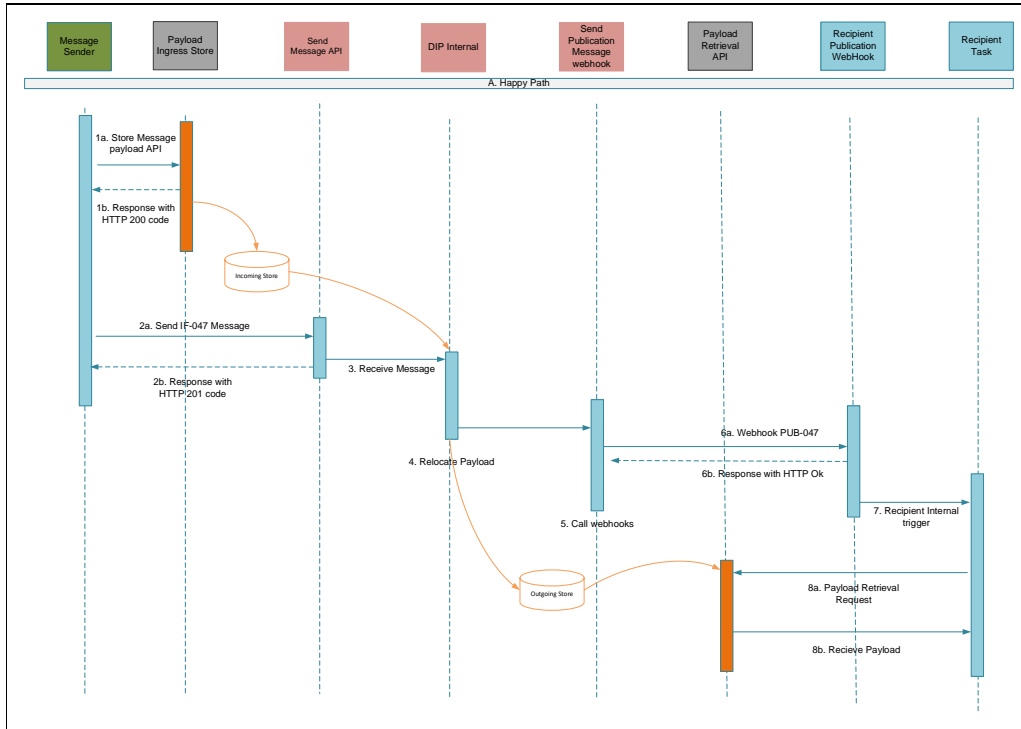 Message
Sender
Payload
Ingress Store
Send
Message API
DIP Internal
Send
Publication
Message
webhook
Payload
Retrieval
API
Recipient
Publication
WebHook
Recipient
Task
A. Happy Path
1a. Store Message
payload API
1b. Response with
HTTP 200 code
Incoming Store
2a. Send IF-047 Message
3. Receive Message
2b. Response with
HTTP 201 code
6a. Webhook PUB-047
4. Relocate Payload
6b. Response with HTTP Ok
5. Call webhooks
7. Recipient Internal
trigger
Outgoing Store
8a. Payload Retrieval
Request
8b. Recieve Payload